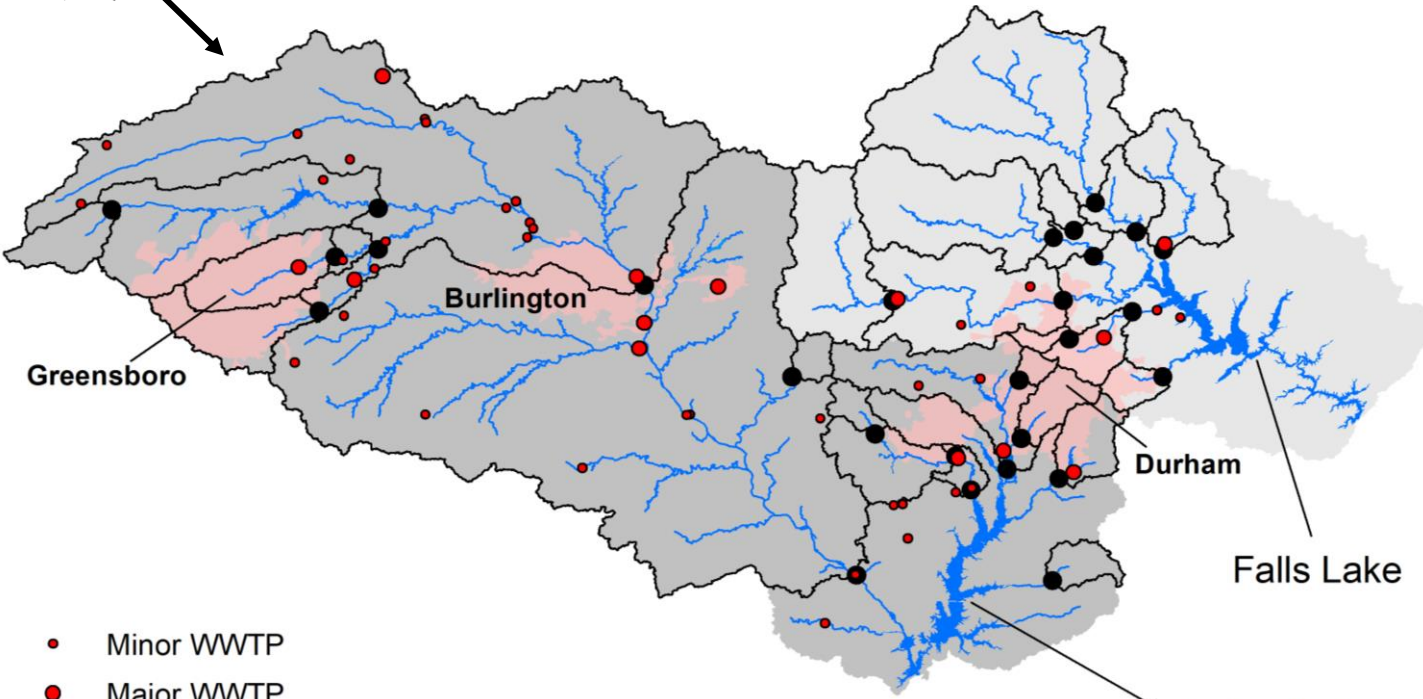 Burlington
Greensboro
Durham
Falls Lake
Minor WWTP
Major WWTP